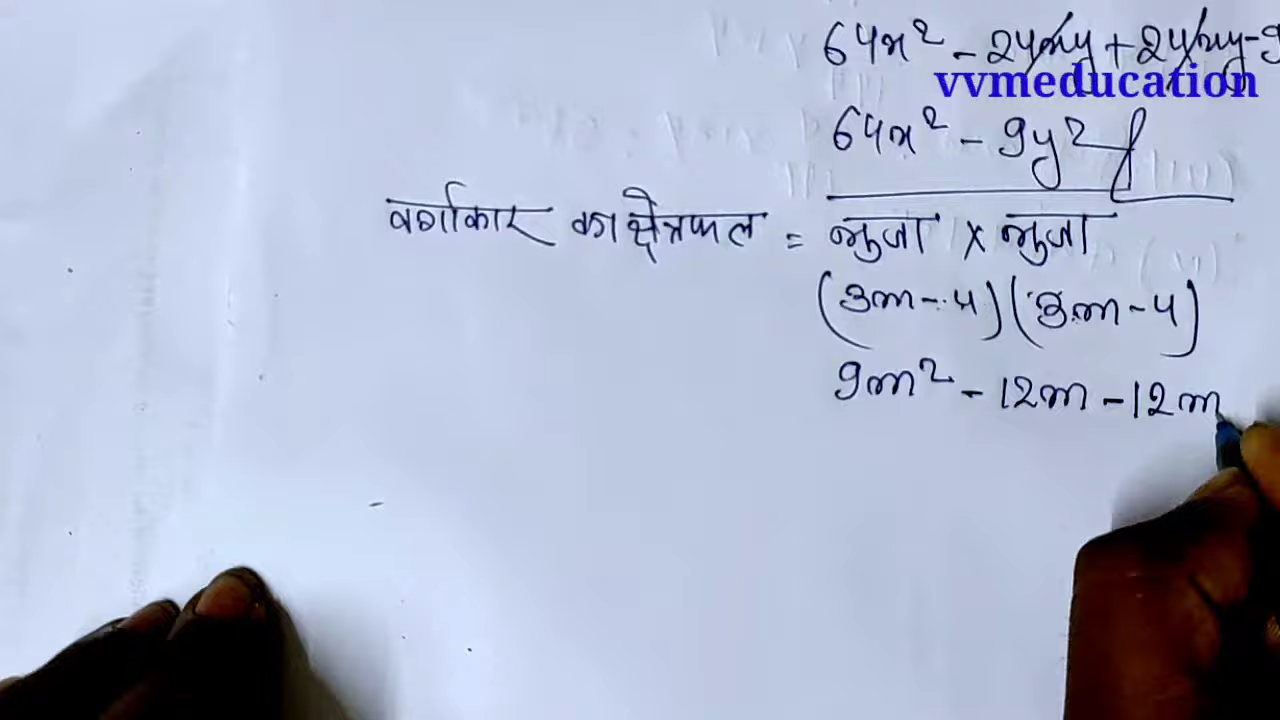 64x² - 24xy + 24xy - 9
vvmeducation
64x² - 9y²
वर्गाकार का क्षेत्रफल = भुजा x भुजा
(3m - 4) (3m - 4)
9m² - 12m - 12m